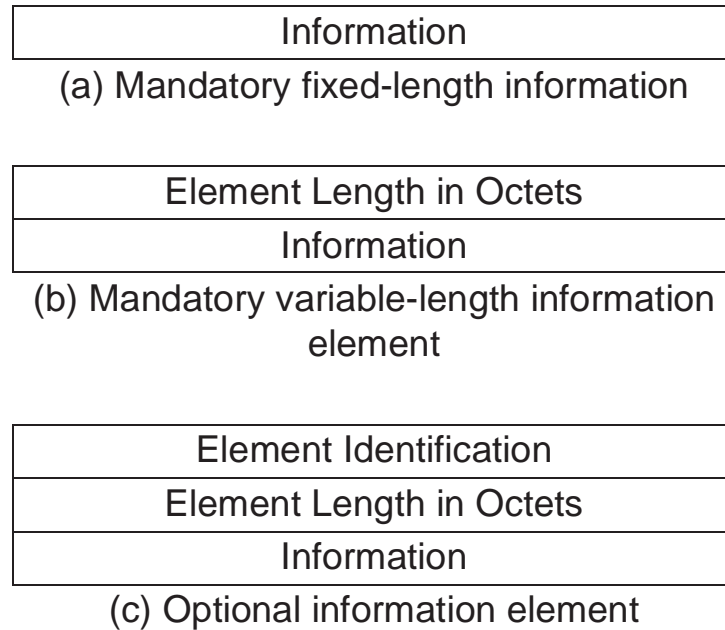 Information
(a) Mandatory fixed-length information
Element Length in Octets
Information
(b) Mandatory variable-length information
element
Element Identification
Element Length in Octets
Information
(c) Optional information element